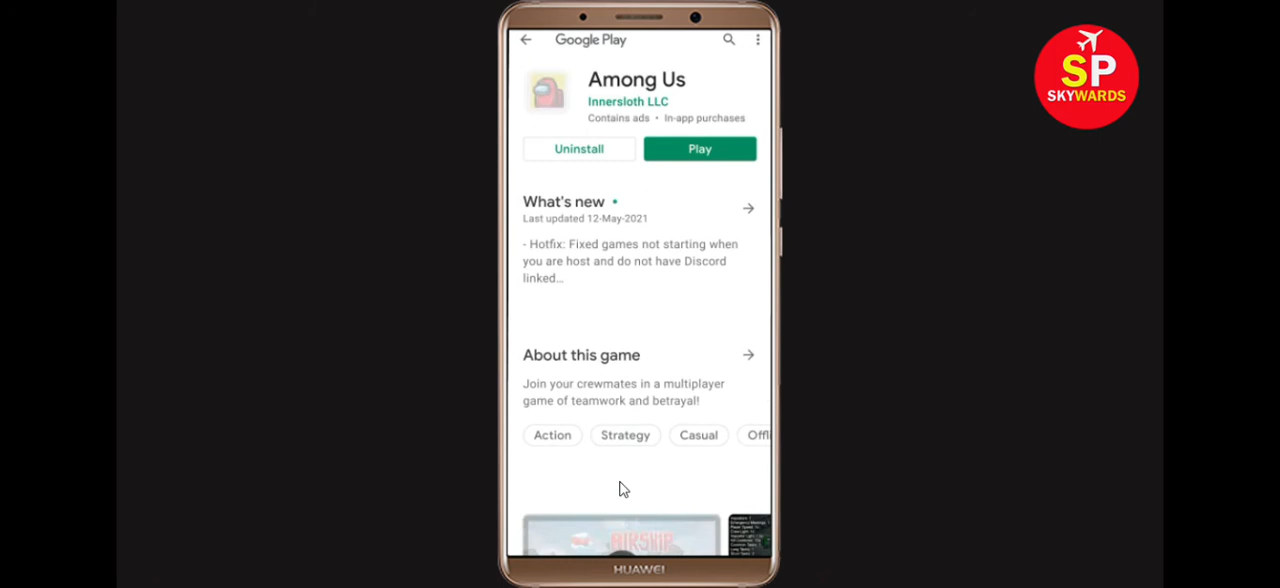 Google Play
SP
SKYWARDS
Among Us
Innersloth LLC
Contains ads • In-app purchases
Uninstall
Play
What's new •
Last updated 12-May-2021
- Hotfix: Fixed games not starting when
you are host and do not have Discord
linked...
About this game
Join your crewmates in a multiplayer
game of teamwork and betrayal!
Action
Strategy
Casual
Offli
AIRSHIP
HUAWEI